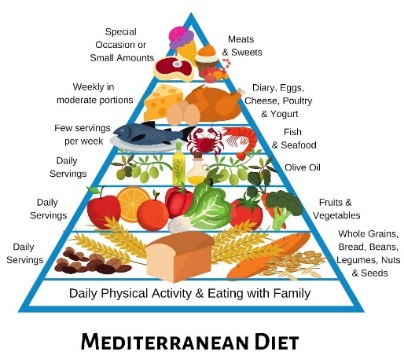 Special
Occasion or
Small Amounts
Meats
& Sweets
Weekly in
moderate portions
Diary, Eggs,
Cheese, Poultry
& Yogurt
Few servings
per week
Fish
& Seafood
Daily
Servings
Olive Oil
Daily
Servings
Fruits &
Vegetables
Daily
Servings
Whole Grains,
Bread, Beans,
Legumes, Nuts
& Seeds
Daily Physical Activity & Eating with Family
MEDITERRANEAN DIET